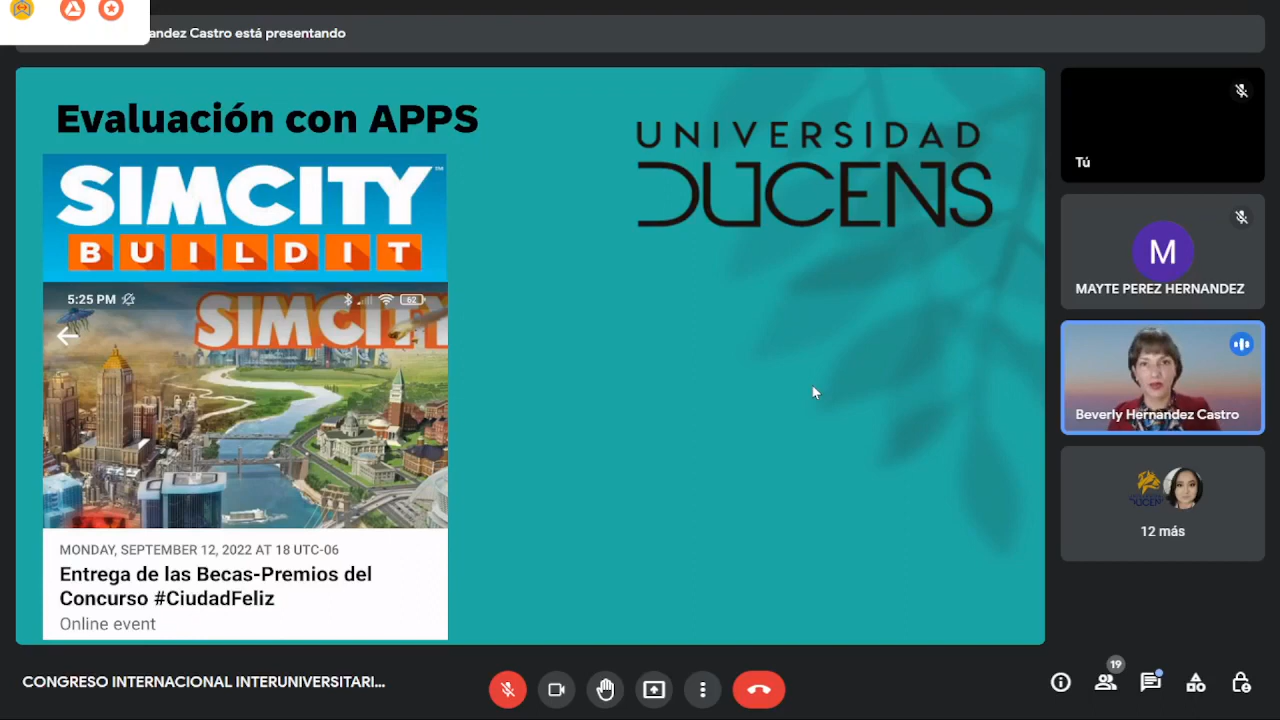 andez Castro está presentando
Evaluación con APPS
UNIVERSIDAD
DUCENS
SIMCITY™
BUILDIT
5:25 PM
62
SIMCITY
MONDAY, SEPTEMBER 12, 2022 AT 18 UTC-06
Entrega de las Becas-Premios del
Concurso #CiudadFeliz
Online event
Tú
M
MAYTE PEREZ HERNANDEZ
Beverly Hernandez Castro
DUCENS
12 más
CONGRESO INTERNACIONAL INTERUNIVERSITARI...
19